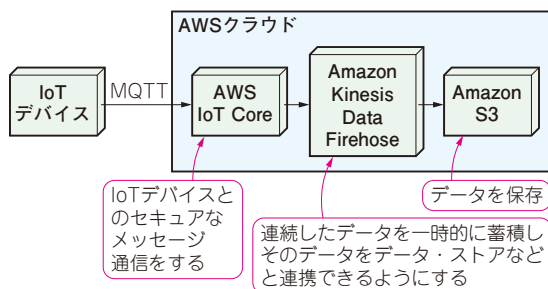 AWSクラウド
IoT
デバイス
MQTT
AWS
IoT Core
Amazon
Kinesis
Data
Firehose
Amazon
S3
IoTデバイスと
のセキュアな
メッセージ
通信をする
連続したデータを一時的に蓄積し
そのデータをデータ・ストアなど
と連携できるようにする
データを保存